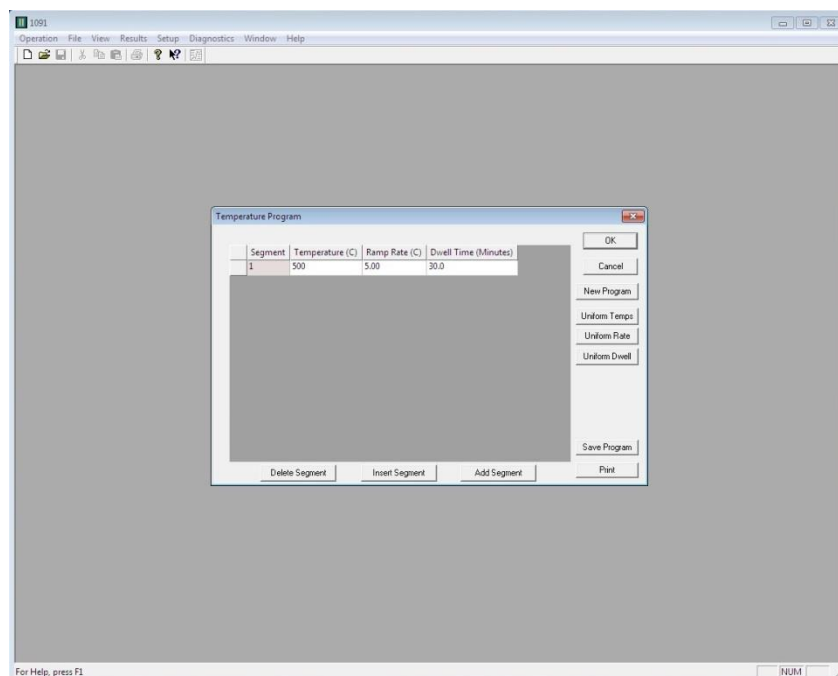 1091
Operation File View Results Setup Diagnostics Window Help
Temperature Program
Segment Temperature (C) Ramp Rate (C) Dwell Time (Minutes)
1 500 5.00 30.0
OK
Cancel
New Program
Uniform Temps
Uniform Rate
Uniform Dwell
Save Program
Print
Delete Segment Insert Segment Add Segment
For Help, press F1
NUM